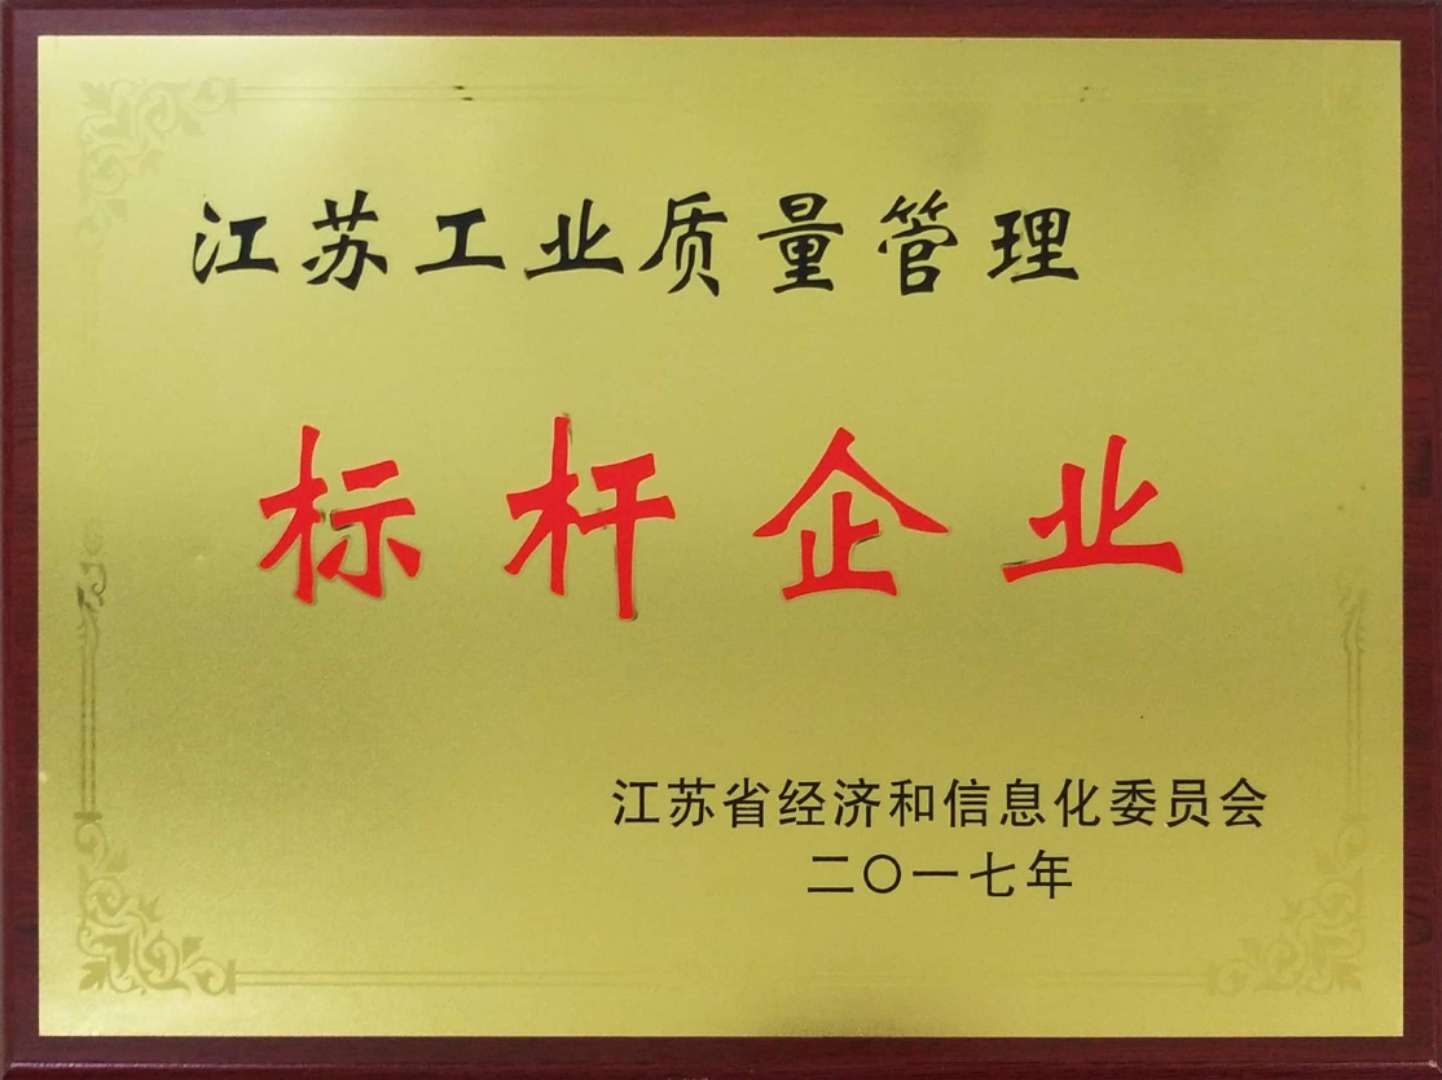 江苏工业质量管理
标杆企业
江苏省经济和信息化委员会
二〇一七年